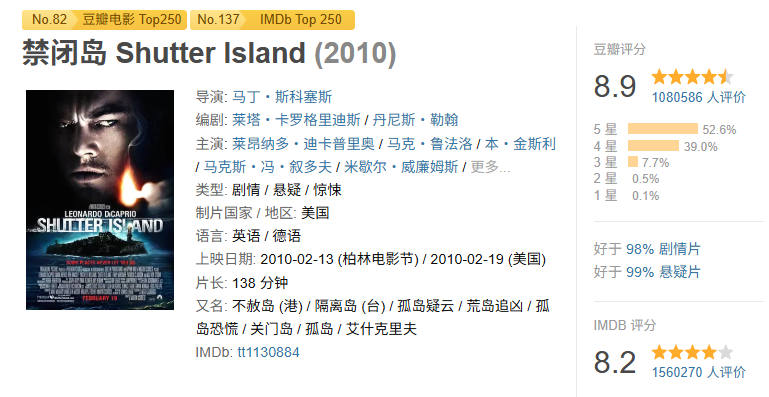 No.82 豆瓣电影 Top250 No.137 IMDb Top 250
禁闭岛 Shutter Island (2010)
LEONARDO DiCAPRIO
SHUTTER ISLAND
FEBRUARY 19
导演: 马丁·斯科塞斯
编剧: 莱塔·卡罗格里迪斯 / 丹尼斯·勒翰
主演: 莱昂纳多·迪卡普里奥 / 马克·鲁法洛 / 本·金斯利
/ 马克斯·冯·叙多夫 / 米歇尔·威廉姆斯 / 更多...
类型: 剧情 / 悬疑 / 惊悚
制片国家 / 地区: 美国
语言: 英语 / 德语
上映日期: 2010-02-13 (柏林电影节) / 2010-02-19 (美国)
片长: 138 分钟
又名: 不赦岛 (港) / 隔离岛 (台) / 孤岛疑云 / 荒岛追凶 / 孤
岛恐慌 / 关门岛 / 孤岛 / 艾什克里夫
IMDb: tt1130884
豆瓣评分
8.9
1080586 人评价
5 星 52.6%
4 星 39.0%
3 星 7.7%
2 星 0.5%
1 星 0.1%
好于 98% 剧情片
好于 99% 悬疑片
IMDB 评分
8.2
1560270 人评价